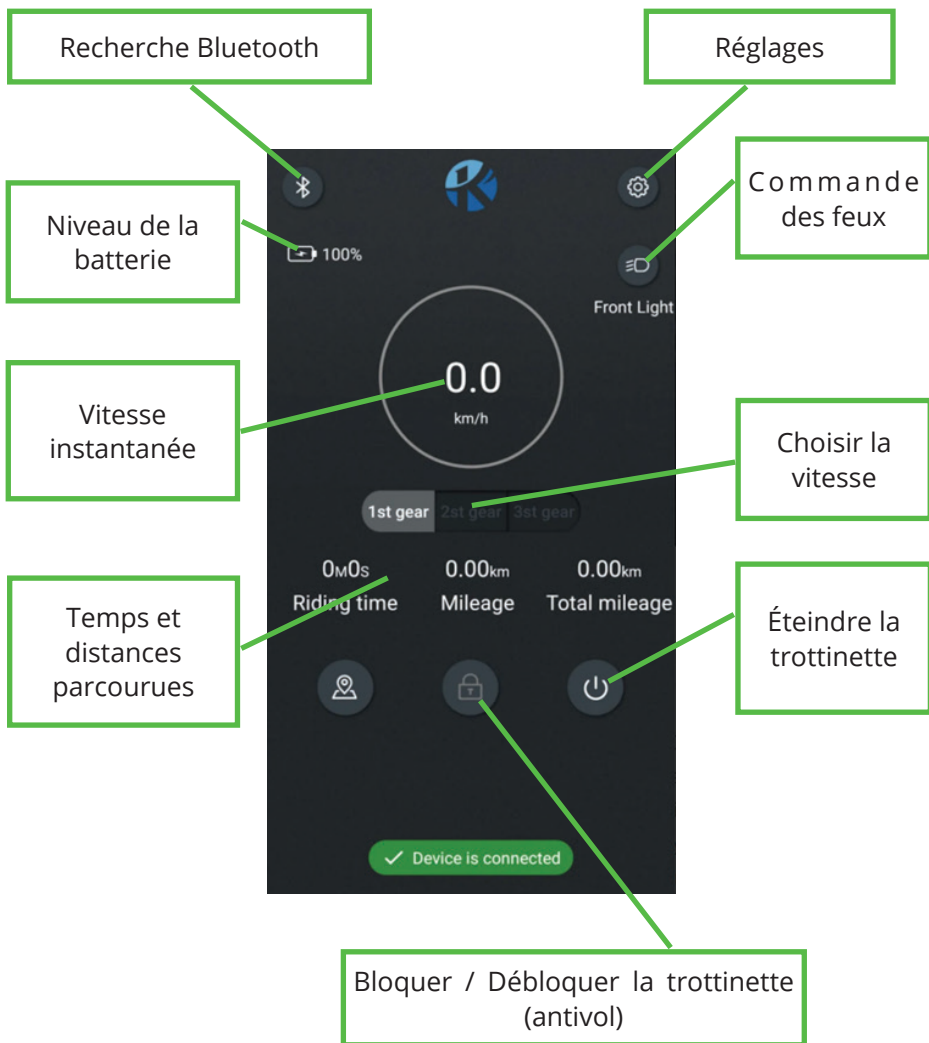 Recherche Bluetooth
Réglages
Commande
des feux
Niveau de la
batterie
100%
Front Light
0.0
km/h
Vitesse
instantanée
Choisir la
vitesse
1st gear 2st gear 3st gear
0M0s 0.00km 0.00km
Riding time Mileage Total mileage
Temps et
distances
parcourues
Éteindre la
trottinette
Device is connected
Bloquer / Débloquer la trottinette
(antivol)